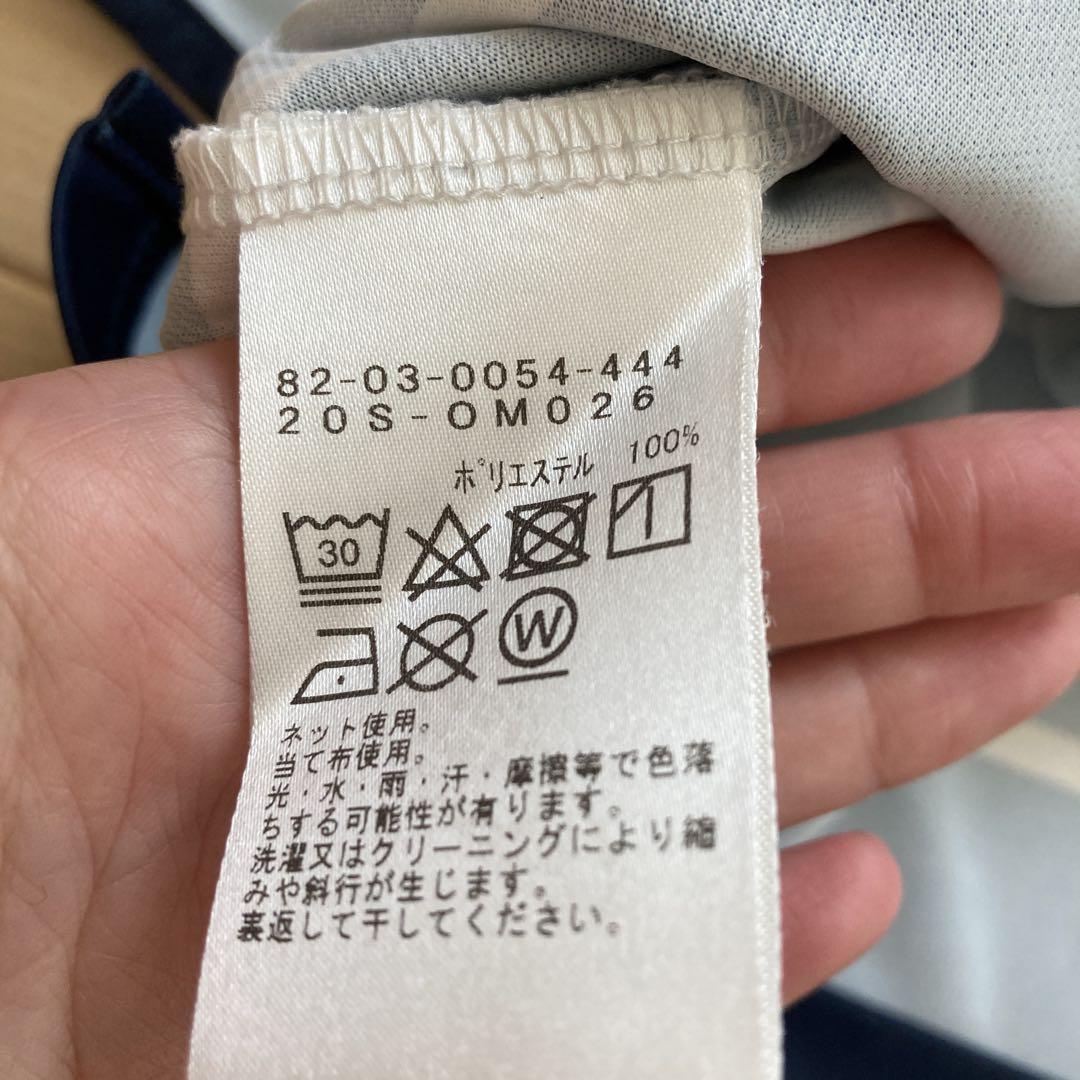 82-03-0054-444
20S-OM026
ポリエステル 100%
30
W
ネット使用。
当て布使用。
光・水・雨・汗・摩擦等で色落
ちする可能性が有ります。
洗濯又はクリーニングにより縮
みや斜行が生じます。
裏返して干してください。